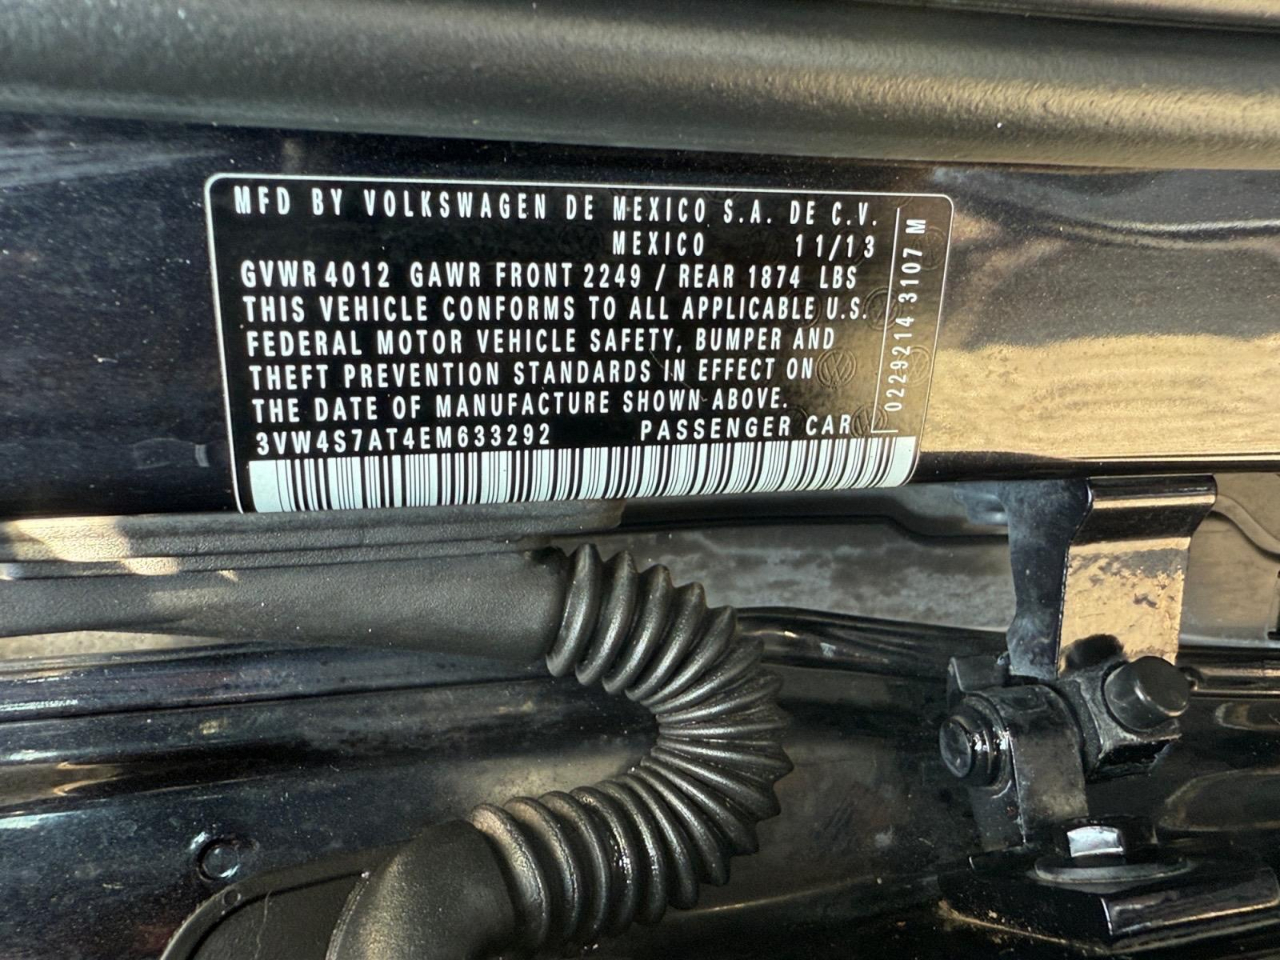 MFD BY VOLKSWAGEN DE MEXICO S.A. DE C.V.
MEXICO 11/13
GVWR 4012 GAWR FRONT 2249 / REAR 1874 LBS
THIS VEHICLE CONFORMS TO ALL APPLICABLE U.S.
FEDERAL MOTOR VEHICLE SAFETY, BUMPER AND
THEFT PREVENTION STANDARDS IN EFFECT ON
THE DATE OF MANUFACTURE SHOWN ABOVE.
3VW4S7AT4EM633292 PASSENGER CAR
0229214 3107 M